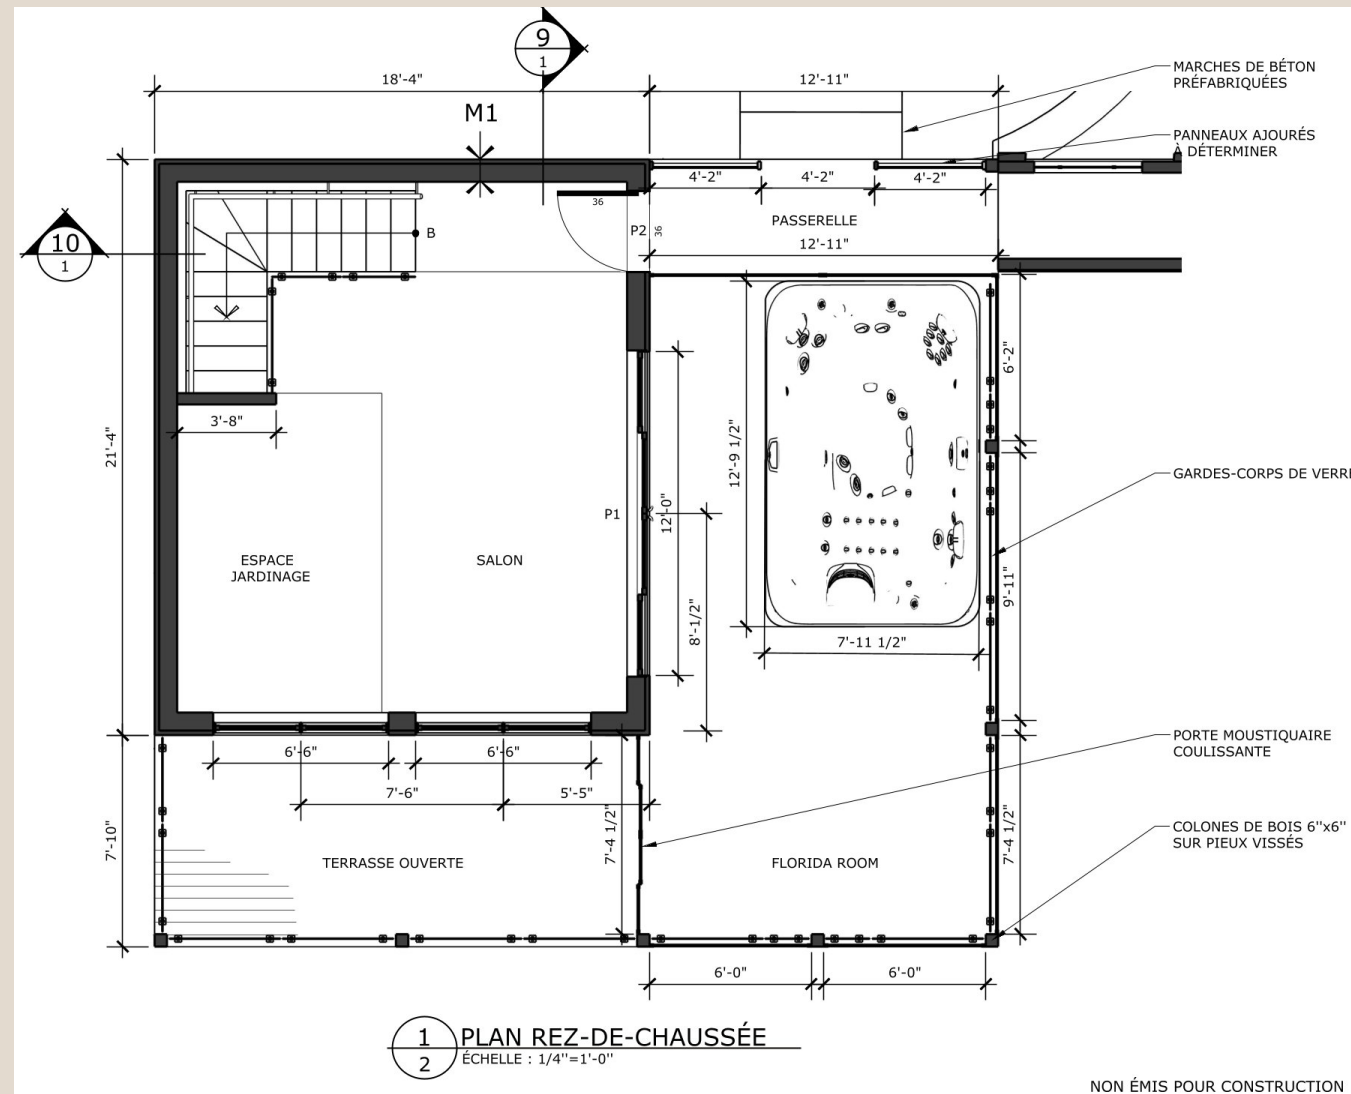 9
1
18'-4"
12'-11"
MARCHES DE BÉTON
PRÉFABRIQUÉES
M1
PANNEAUX AJOURÉS
À DÉTERMINER
4'-2"
4'-2"
4'-2"
36
PASSERELLE
B
P2
36
10
1
12'-11"
6'-2"
3'-8"
21'-4"
12'-9 1/2"
GARDES-CORPS DE VERR
12'-0"
P1
ESPACE
JARDINAGE
SALON
9'-11"
8'-1/2"
7'-11 1/2"
PORTE MOUSTIQUAIRE
COULISSANTE
6'-6"
6'-6"
7'-6"
5'-5"
7'-10"
7'-4 1/2"
7'-4 1/2"
COLONES DE BOIS 6"x6"
SUR PIEUX VISSÉS
TERRASSE OUVERTE
FLORIDA ROOM
6'-0"
6'-0"
1
2
PLAN REZ-DE-CHAUSSÉE
ÉCHELLE : 1/4"=1'-0"
NON ÉMIS POUR CONSTRUCTION